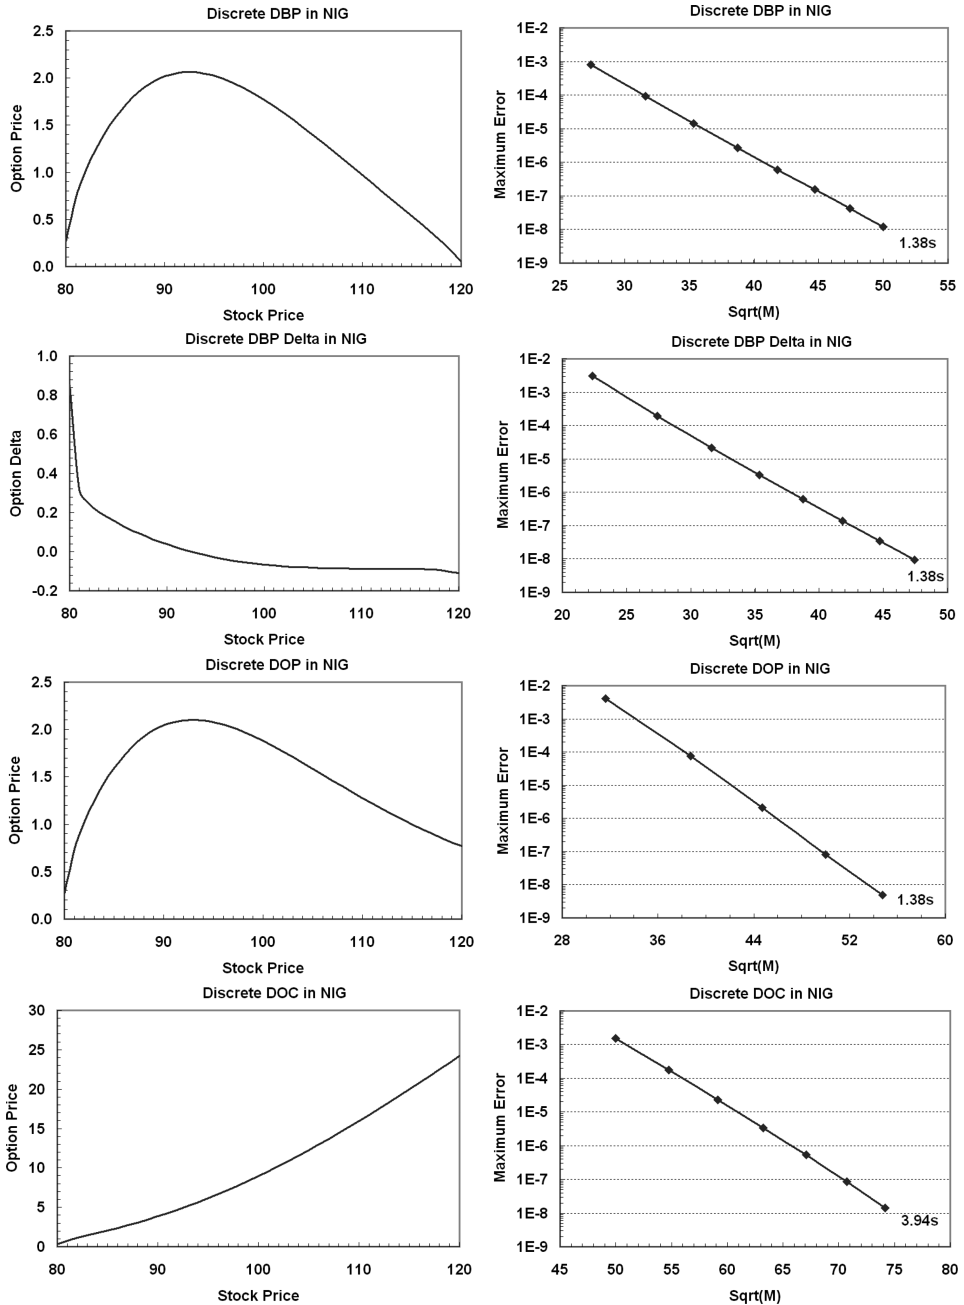 Discrete DBP in NIG
2.5
2.0
1.5
1.0
0.5
0.0
Option Price
80 90 100 110 120
Stock Price
Discrete DBP in NIG
1E-2
1E-3
1E-4
1E-5
1E-6
1E-7
1E-8
1E-9
Maximum Error
1.38s
25 30 35 40 45 50 55
Sqrt(M)
Discrete DBP Delta in NIG
1.0
0.8
0.6
0.4
0.2
0.0
-0.2
Option Delta
80 90 100 110 120
Stock Price
Discrete DBP Delta in NIG
1E-2
1E-3
1E-4
1E-5
1E-6
1E-7
1E-8
1E-9
Maximum Error
1.38s
20 25 30 35 40 45 50
Sqrt(M)
Discrete DOP in NIG
2.5
2.0
1.5
1.0
0.5
0.0
Option Price
80 90 100 110 120
Stock Price
Discrete DOP in NIG
1E-2
1E-3
1E-4
1E-5
1E-6
1E-7
1E-8
1E-9
Maximum Error
1.38s
28 36 44 52 60
Sqrt(M)
Discrete DOC in NIG
30
25
20
15
10
5
0
Option Price
80 90 100 110 120
Stock Price
Discrete DOC in NIG
1E-2
1E-3
1E-4
1E-5
1E-6
1E-7
1E-8
1E-9
Maximum Error
3.94s
45 50 55 60 65 70 75 80
Sqrt(M)